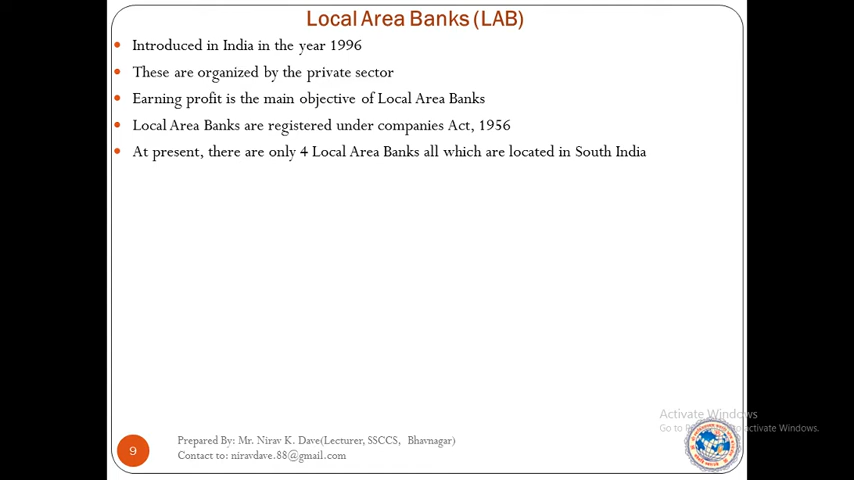 Local Area Banks (LAB)
• Introduced in India in the year 1996
• These are organized by the private sector
• Earning profit is the main objective of Local Area Banks
• Local Area Banks are registered under companies Act, 1956
• At present, there are only 4 Local Area Banks all which are located in South India
Activate Windows
Go to activate Windows.
9
Prepared By: Mr. Nirav K. Dave(Lecturer, SSCCS, Bhavnagar)
Contact to: niravdave.88@gmail.com